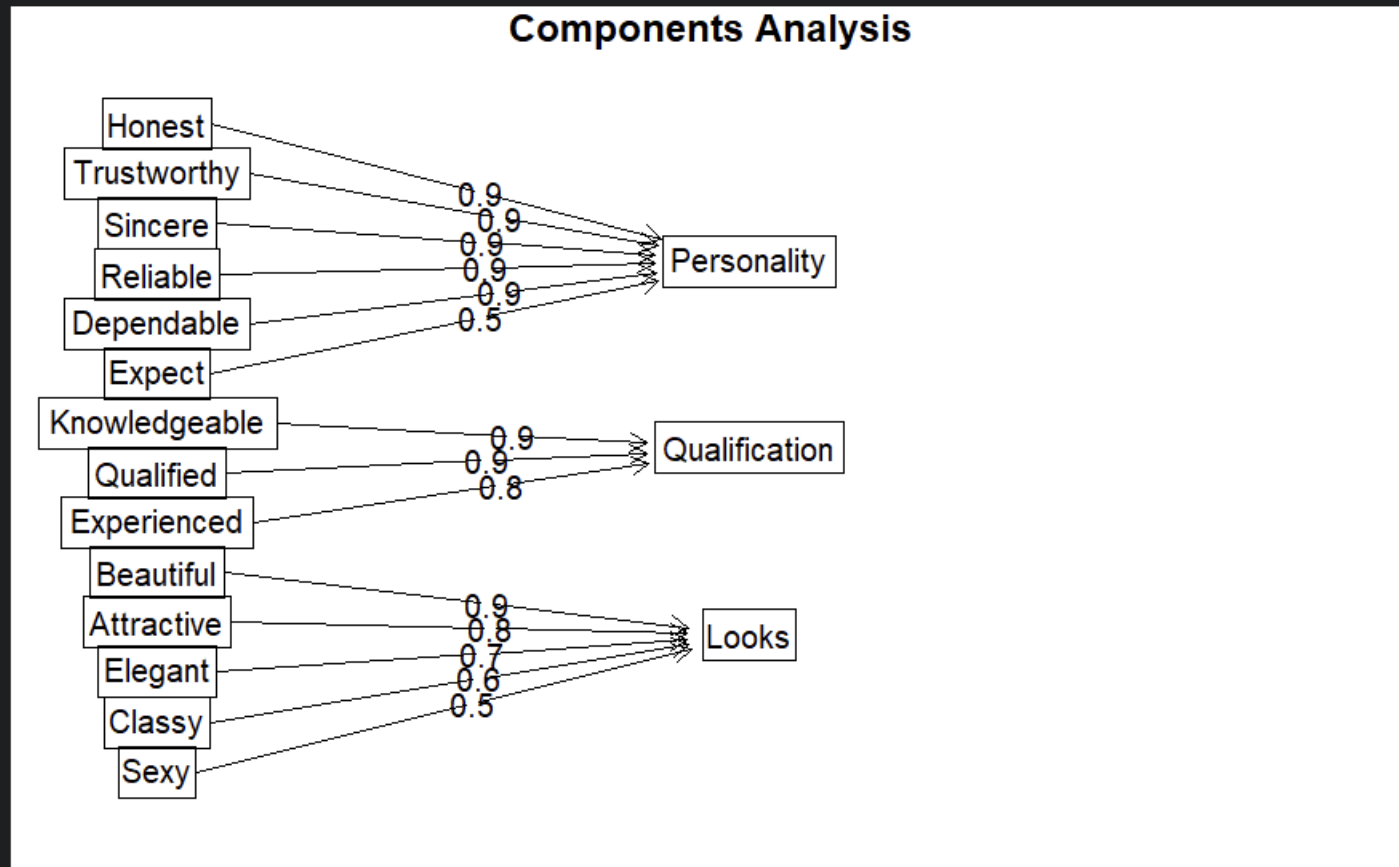 Components Analysis
Honest
Trustworthy
Sincere
Reliable
Dependable
Expect
Knowledgeable
Qualified
Experienced
Beautiful
Attractive
Elegant
Classy
Sexy
0.9
0.9
0.9
0.9
0.9
0.5
0.9
0.9
0.8
0.9
0.8
0.7
0.6
0.5
Personality
Qualification
Looks